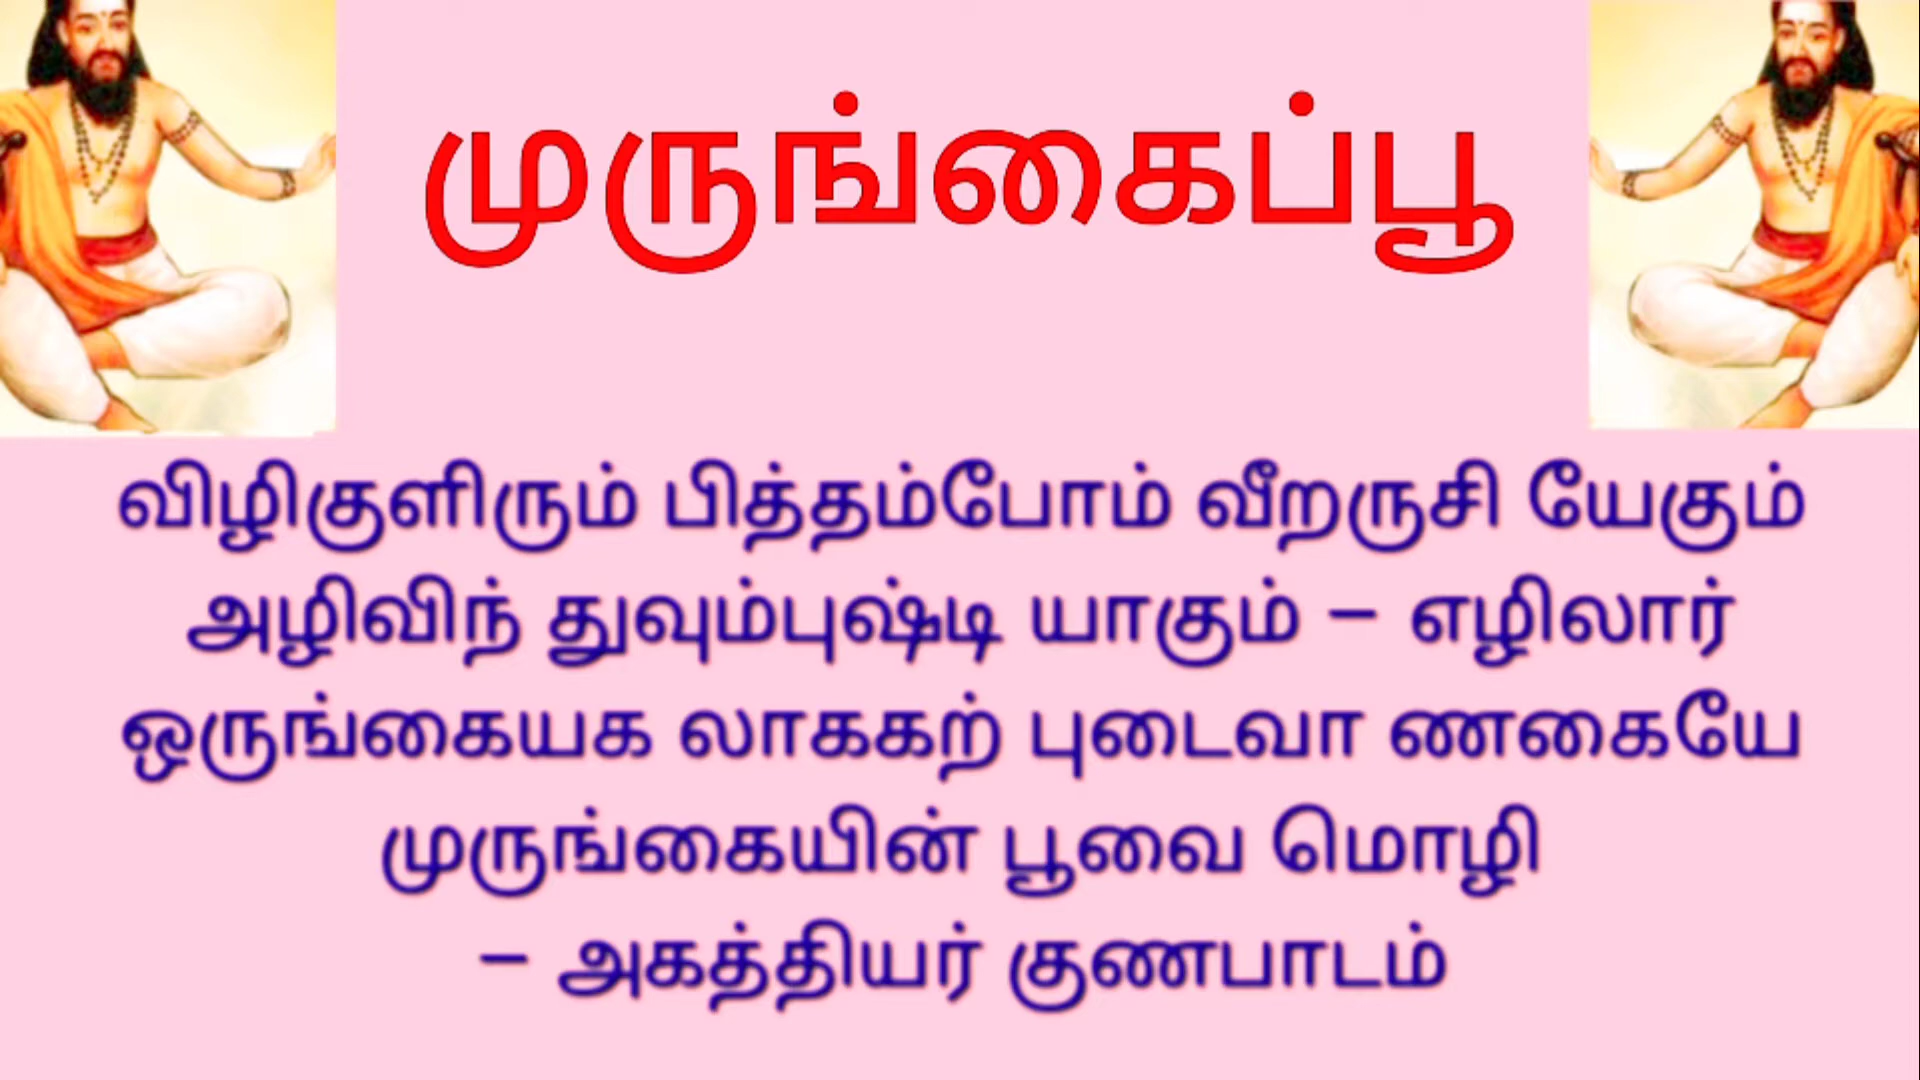 முருங்கைப்பூ
விழிகுளிரும் பித்தம்போம் வீறருசி யேகும்
அழிவிந் துவும்புஷ்டி யாகும் – எழிலார்
ஒருங்கையக லாககற் புடைவா ணகையே
முருங்கையின் பூவை மொழி
– அகத்தியர் குணபாடம்